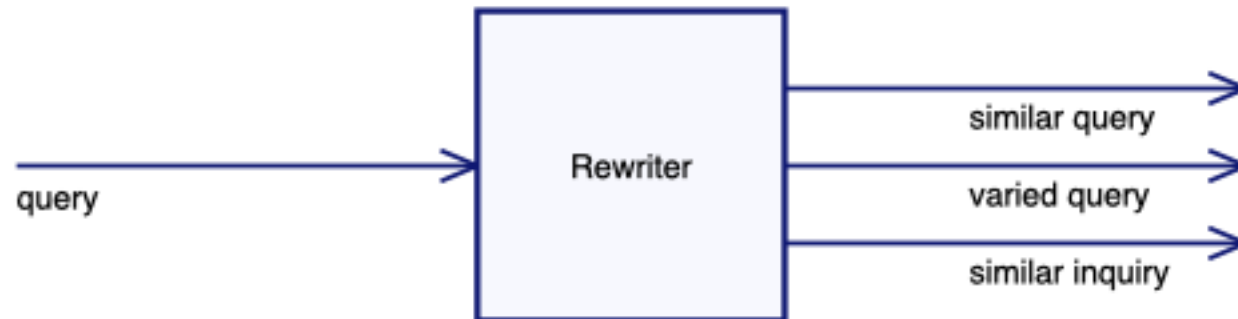 query
Rewriter
similar query
varied query
similar inquiry